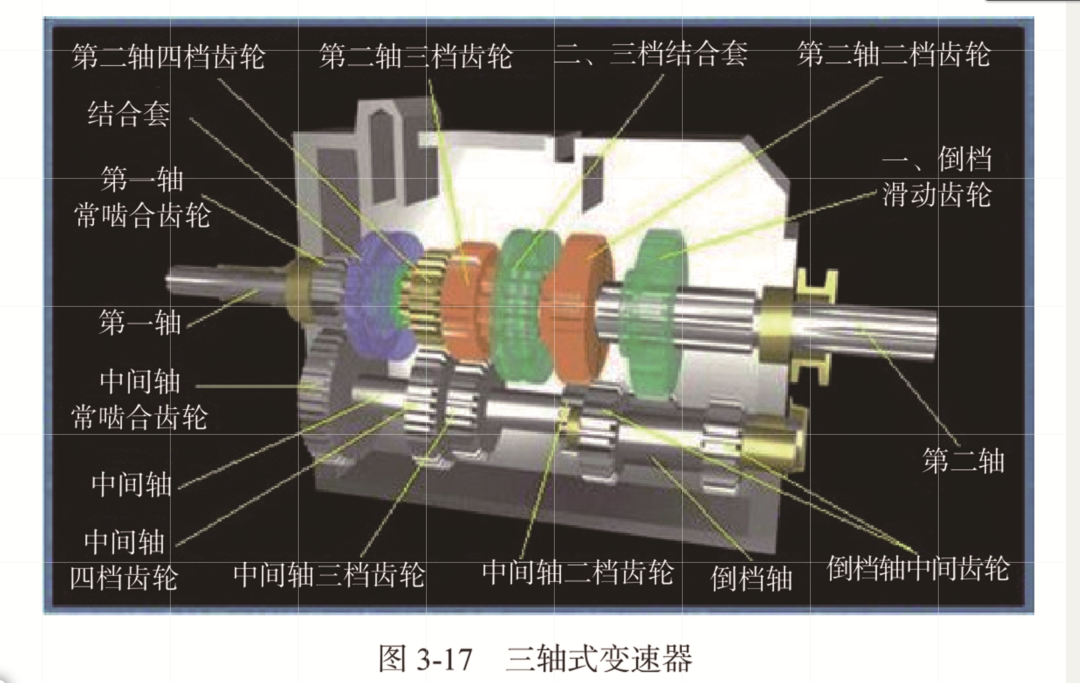 第二轴四档齿轮
第二轴三档齿轮
二、三档结合套
第二轴二档齿轮
结合套
第一轴
常啮合齿轮
一、倒档
滑动齿轮
第一轴
中间轴
常啮合齿轮
第二轴
中间轴
中间轴
四档齿轮
中间轴三档齿轮
中间轴二档齿轮
倒档轴
倒档轴中间齿轮
图 3-17 三轴式变速器